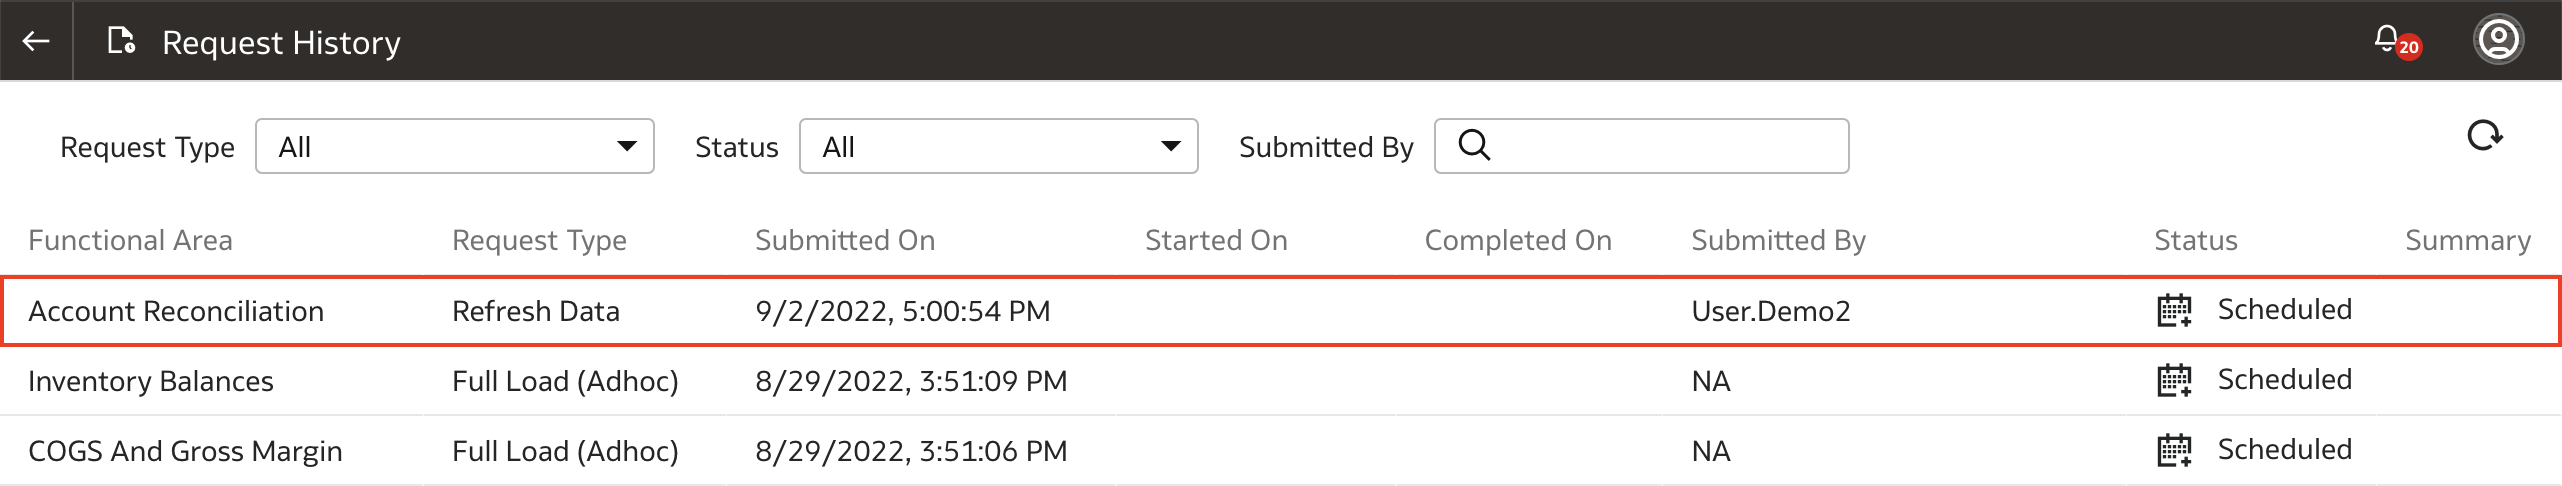 Request History
20
Request Type All Status All Submitted By
Functional Area Request Type Submitted On Started On Completed On Submitted By Status Summary
Account Reconciliation Refresh Data 9/2/2022, 5:00:54 PM User.Demo2 Scheduled
Inventory Balances Full Load (Adhoc) 8/29/2022, 3:51:09 PM NA Scheduled
COGS And Gross Margin Full Load (Adhoc) 8/29/2022, 3:51:06 PM NA Scheduled